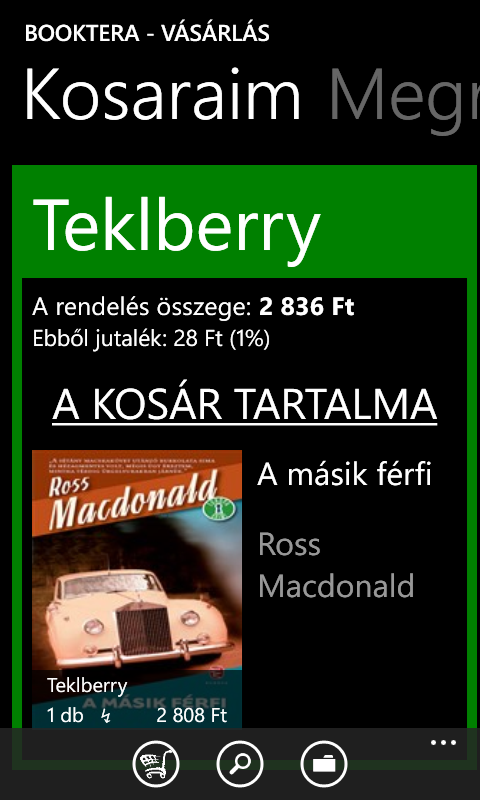 BOOKTERA - VÁSÁRLÁS
Kosaraim Megr
Teklberry
A rendelés összege: 2 836 Ft
Ebből jutalék: 28 Ft (1%)
A KOSÁR TARTALMA
Ross
Macdonald
A MÁSIK FÉRFI
Teklberry
1 db 2 808 Ft
A másik férfi
Ross
Macdonald